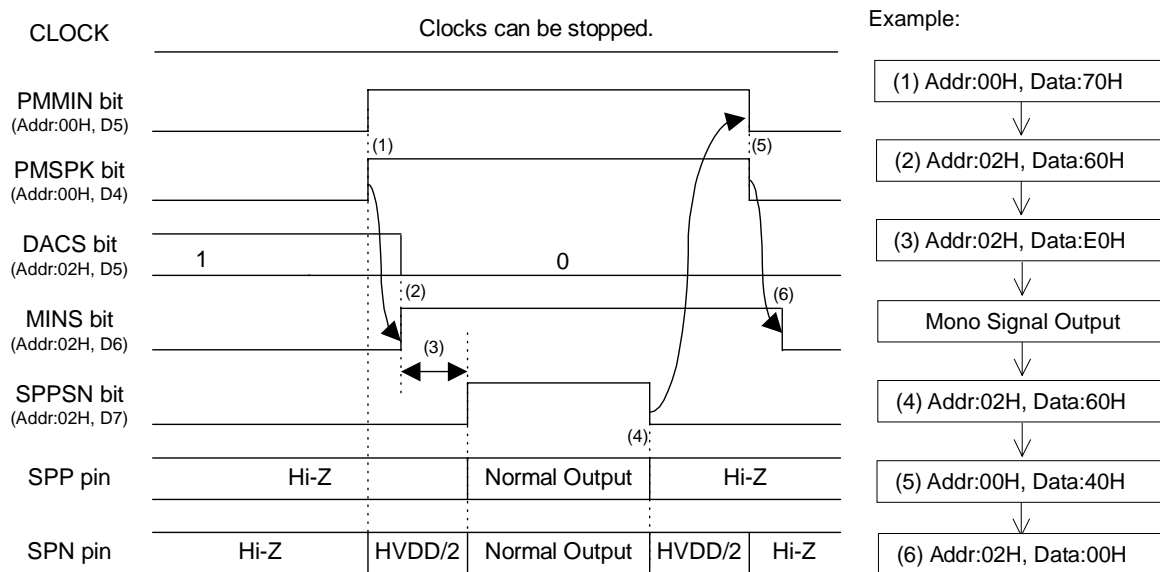 CLOCK
Clocks can be stopped.
PMMIN bit
(Addr:00H, D5)
(1)
(5)
PMSPK bit
(Addr:00H, D4)
DACS bit
(Addr:02H, D5)
1
0
(2)
(6)
MINS bit
(Addr:02H, D6)
(3)
SPPSN bit
(Addr:02H, D7)
(4)
SPP pin
Hi-Z
Normal Output
Hi-Z
SPN pin
Hi-Z
HVDD/2
Normal Output
HVDD/2
Hi-Z
Example:
(1) Addr:00H, Data:70H
(2) Addr:02H, Data:60H
(3) Addr:02H, Data:E0H
Mono Signal Output
(4) Addr:02H, Data:60H
(5) Addr:00H, Data:40H
(6) Addr:02H, Data:00H